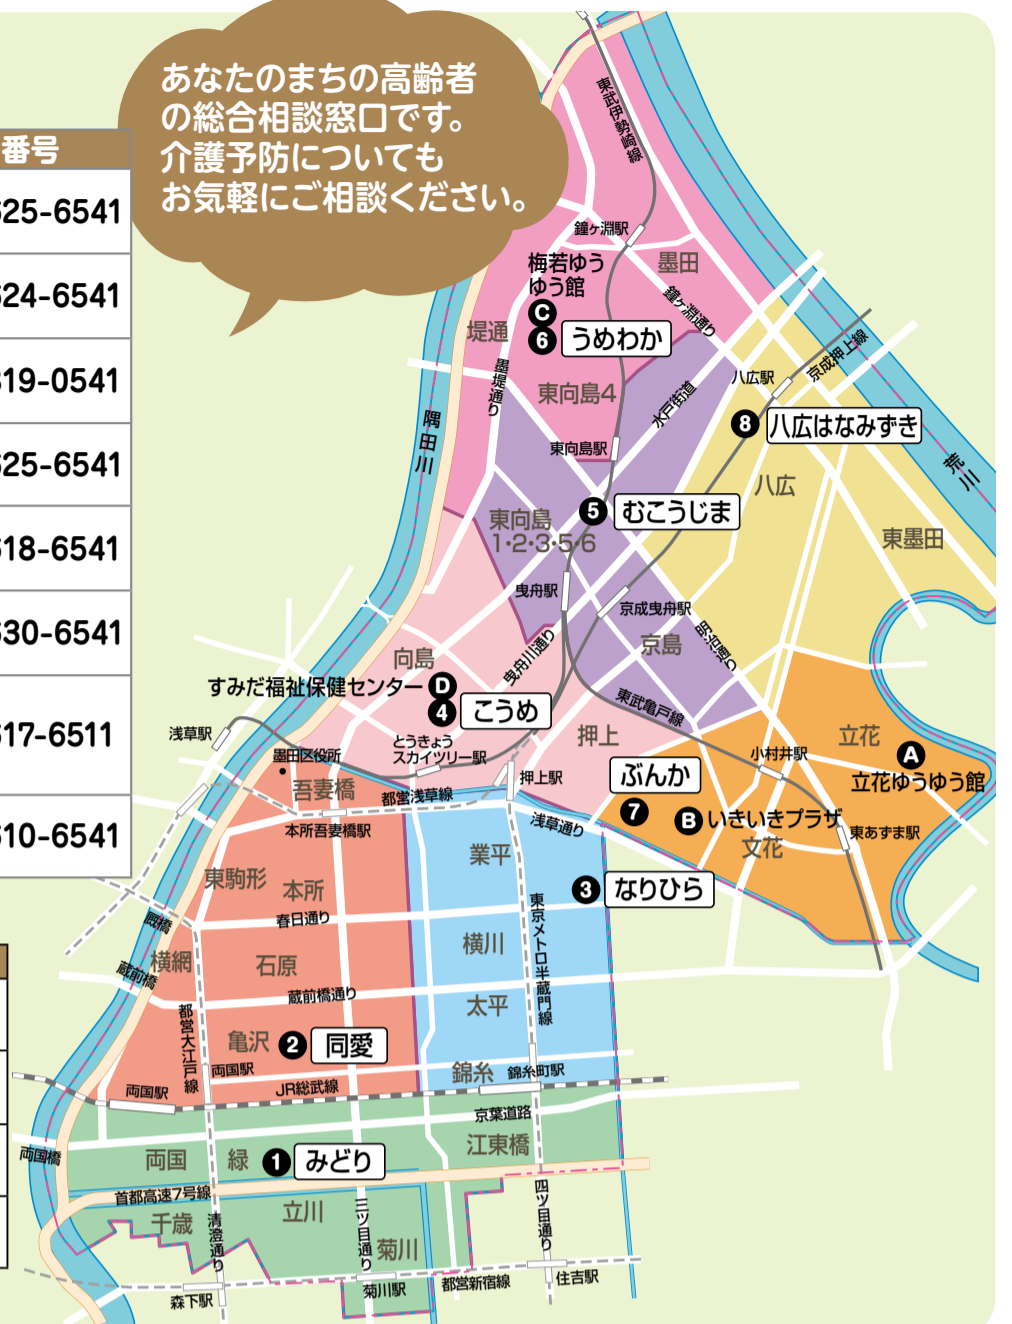 あなたのまちの高齢者
の総合相談窓口です。
介護予防についても
お気軽にご相談ください。
番号
625-6541
624-6541
819-0541
625-6541
618-6541
630-6541
617-6511
610-6541
東武伊勢崎線
鐘ヶ淵駅
墨田
梅若ゆう
ゆう館
C
6 うめわか
鐘ヶ淵通り
堤通
墨堤通り
東向島4
水戸街道
八広駅
京成押上線
8 八広はなみずき
隅田川
東向島駅
荒川
八広
5 むこうじま
東向島
1・2・3・5・6
東墨田
曳舟駅
京成曳舟駅
明治通り
京島
曳舟川通り
向島
すみだ福祉保健センター D
4 こうめ
東武亀戸線
浅草駅
とうきょう
スカイツリー駅
押上
立花
墨田区役所
小村井駅
A
立花ゆうゆう館
押上駅
ぶんか
7
吾妻橋
都営浅草線
B いきいきプラザ
本所吾妻橋駅
浅草通り
東あずま駅
文花
業平
東駒形
本所
3 なりひら
春日通り
東京メトロ半蔵門線
厩橋
横川
横網
石原
蔵前橋
蔵前橋通り
太平
都営大江戸線
亀沢
2 同愛
両国駅
錦糸
錦糸町駅
両国駅
JR総武線
京葉道路
両国橋
両国
緑
1 みどり
江東橋
首都高速7号線
千歳
清澄通り
立川
三ツ目通り
四ツ目通り
菊川
菊川駅
都営新宿線
住吉駅
森下駅